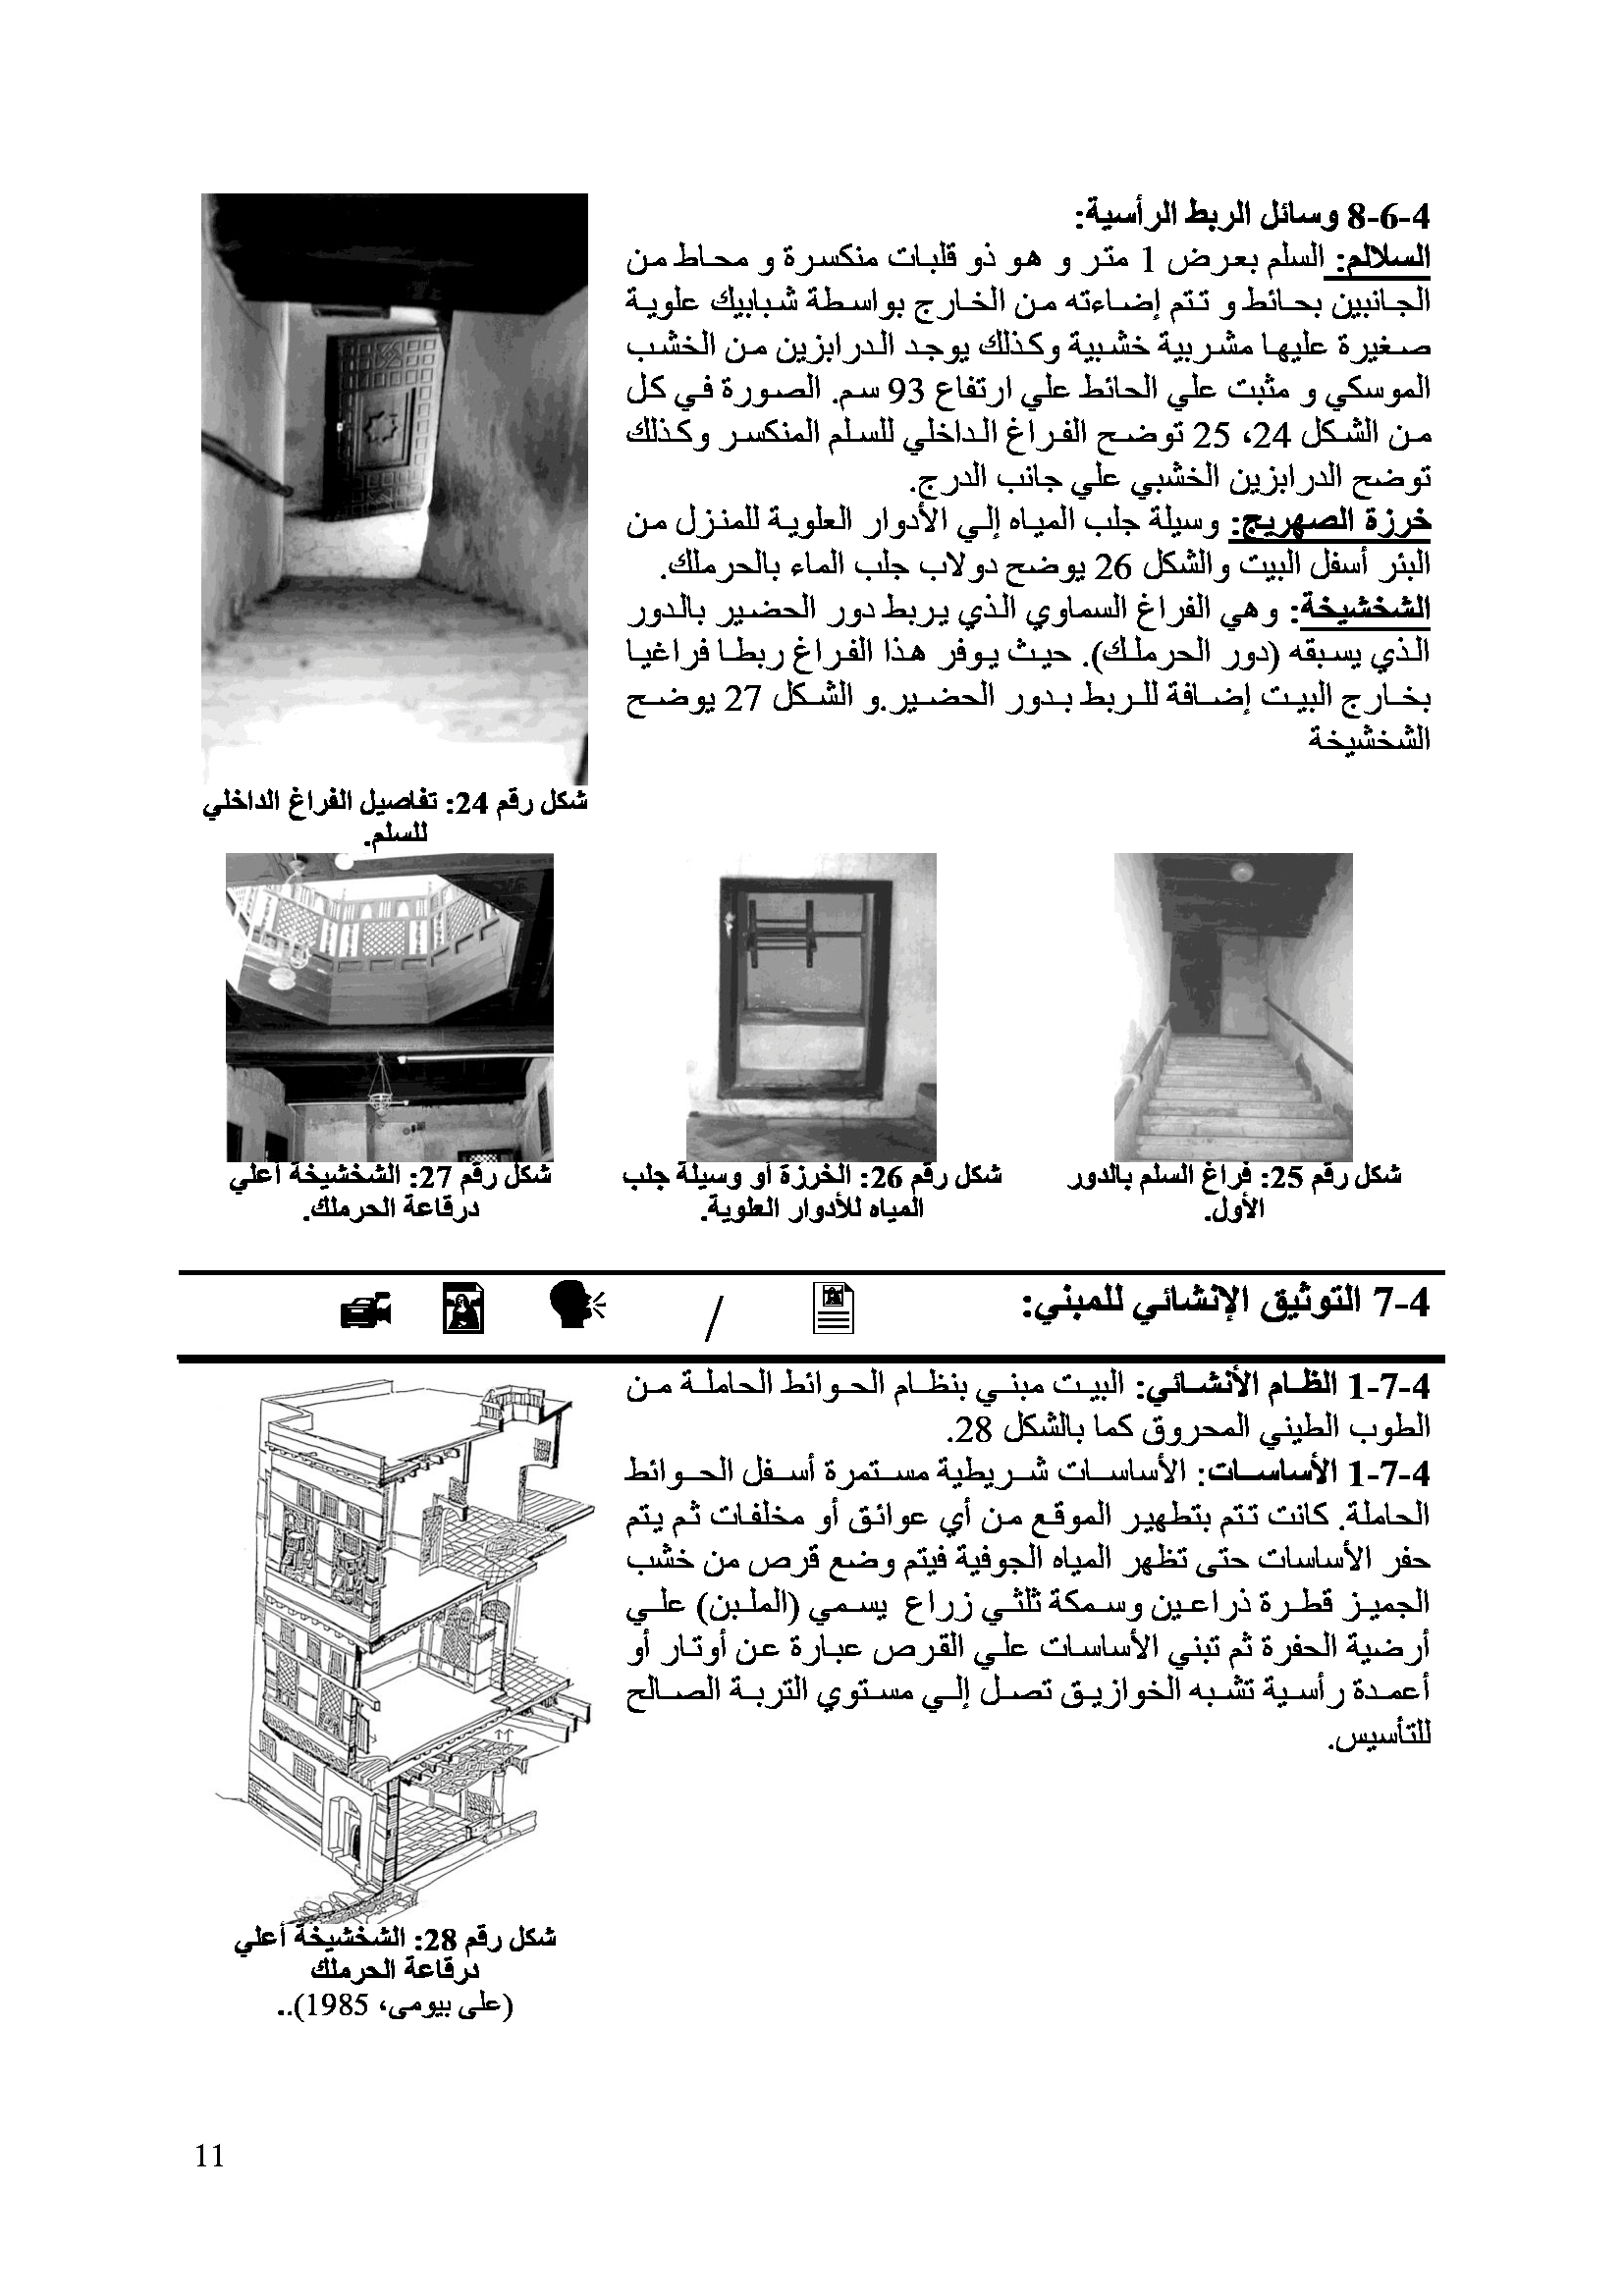 4-6-8 وسائل الربط الرأسية:
السلالم: السلم بعرض 1 متر و هو ذو قلبات منكسرة و محاط من
الجانبين بحائط و تتم إضاءته من الخارج بواسطة شبابيك علوية
صغيرة عليها مشربية خشبية وكذلك يوجد الدرابزين من الخشب
الموسكي و مثبت علي الحائط علي ارتفاع 93 سم. الصورة في كل
من الشكل 24، 25 توضح الفراغ الداخلي للسلم المنكسر وكذلك
توضح الدرابزين الخشبي علي جانب الدرج.
خرزة الصهريج: وسيلة جلب المياه إلي الأدوار العلوية للمنزل من
البئر أسفل البيت والشكل 26 يوضح دولاب جلب الماء بالحرملك.
الشخشيخة: وهي الفراغ السماوي الذي يربط دور الحضير بالدور
الذي يسبقه (دور الحرملك). حيث يوفر هذا الفراغ ربطا فراغيا
بخارج البيت إضافة للربط بدور الحضير.و الشكل 27 يوضح
الشخشيخة
شكل رقم 24: تفاصيل الفراغ الداخلي
للسلم.
شكل رقم 25: فراغ السلم بالدور
الأول.
شكل رقم 26: الخرزة أو وسيلة جلب
المياه للأدوار العلوية.
شكل رقم 27: الشخشيخة أعلي
درقاعة الحرملك.
4-7 التوثيق الإنشائي للمبني: /
4-7-1 الظام الأنشائي: البيت مبني بنظام الحوائط الحاملة من
الطوب الطيني المحروق كما بالشكل 28.
4-7-1 الأساسات: الأساسات شريطية مستمرة أسفل الحوائط
الحاملة. كانت تتم بتطهير الموقع من أي عوائق أو مخلفات ثم يتم
حفر الأساسات حتى تظهر المياه الجوفية فيتم وضع قرص من خشب
الجميز قطرة ذراعين وسمكة ثلثي زراع يسمي (الملبن) علي
أرضية الحفرة ثم تبني الأساسات علي القرص عبارة عن أوتار أو
أعمدة رأسية تشبه الخوازيق تصل إلي مستوي التربة الصالح
للتأسيس.
شكل رقم 28: الشخشيخة أعلي
درقاعة الحرملك
(على بيومى، 1985)..
11